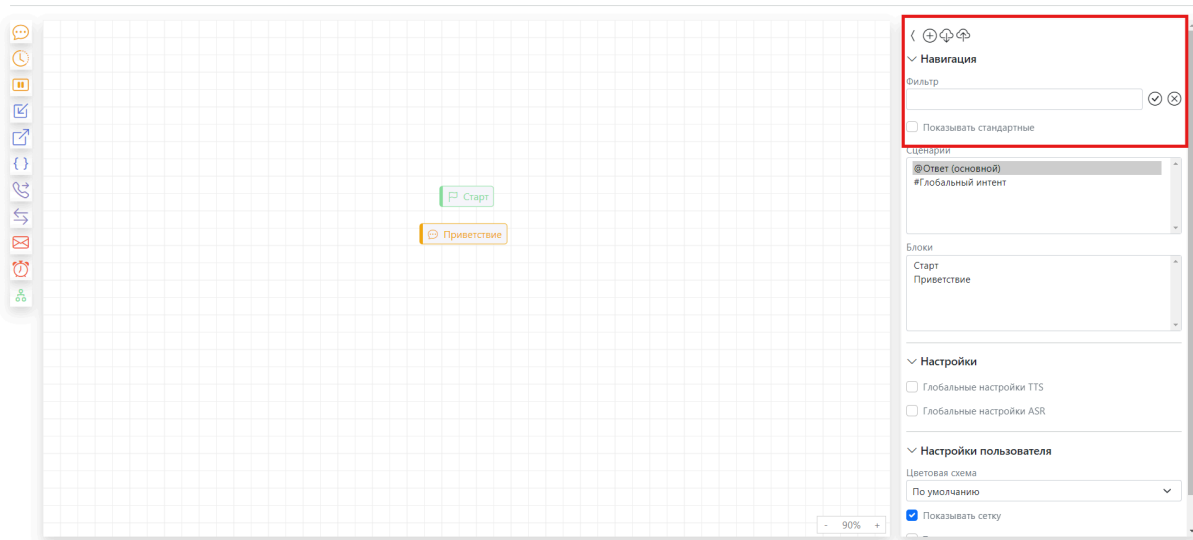 Навигация
Фильтр
Показывать стандартные
Сценарии
@Ответ (основной)
#Глобальный интент
Старт
Приветствие
Блоки
Старт
Приветствие
Настройки
Глобальные настройки TTS
Глобальные настройки ASR
Настройки пользователя
Цветовая схема
По умолчанию
Показывать сетку
- 90% +